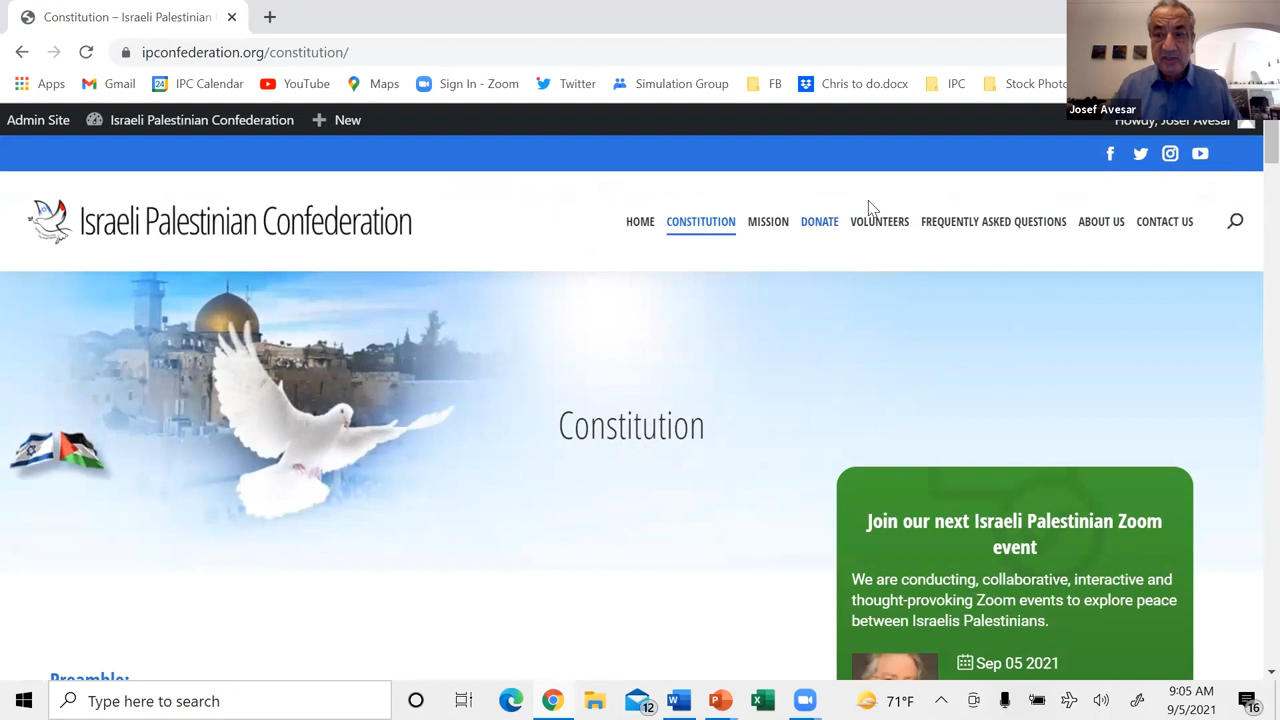 Constitution – Israeli Palestinian
ipconfederation.org/constitution/
Apps Gmail IPC Calendar YouTube Maps Sign In - Zoom Twitter Simulation Group FB Chris to do.docx IPC Stock Phot
24
Josef Avesar
Admin Site Israeli Palestinian Confederation New Howdy, Josef Avesar
Israeli Palestinian Confederation
HOME CONSTITUTION MISSION DONATE VOLUNTEERS FREQUENTLY ASKED QUESTIONS ABOUT US CONTACT US
Constitution
Join our next Israeli Palestinian Zoom
event
We are conducting, collaborative, interactive and
thought-provoking Zoom events to explore peace
between Israelis Palestinians.
Sep 05 2021
Preamble:
Type here to search
12
71°F
9:05 AM
9/5/2021
16